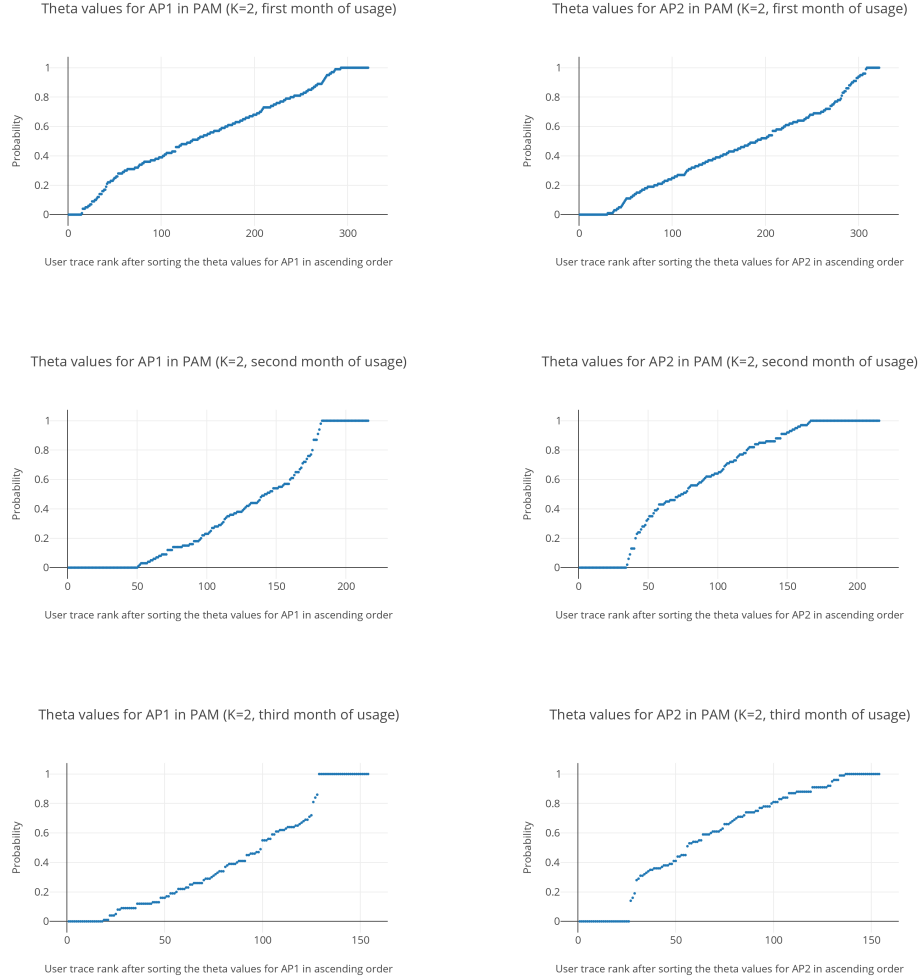 Theta values for AP1 in PAM (K=2, first month of usage)
1
0.8
0.6
0.4
0.2
0
Probability
0 100 200 300
User trace rank after sorting the theta values for AP1 in ascending order
Theta values for AP2 in PAM (K=2, first month of usage)
1
0.8
0.6
0.4
0.2
0
Probability
0 100 200 300
User trace rank after sorting the theta values for AP2 in ascending order
Theta values for AP1 in PAM (K=2, second month of usage)
1
0.8
0.6
0.4
0.2
0
Probability
0 50 100 150 200
User trace rank after sorting the theta values for AP1 in ascending order
Theta values for AP2 in PAM (K=2, second month of usage)
1
0.8
0.6
0.4
0.2
0
Probability
0 50 100 150 200
User trace rank after sorting the theta values for AP2 in ascending order
Theta values for AP1 in PAM (K=2, third month of usage)
1
0.8
0.6
0.4
0.2
0
Probability
0 50 100 150
User trace rank after sorting the theta values for AP1 in ascending order
Theta values for AP2 in PAM (K=2, third month of usage)
1
0.8
0.6
0.4
0.2
0
Probability
0 50 100 150
User trace rank after sorting the theta values for AP2 in ascending order